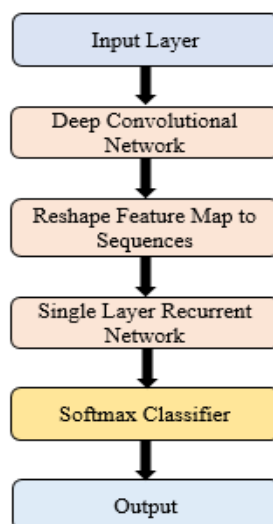 Input Layer
Deep Convolutional
Network
Reshape Feature Map to
Sequences
Single Layer Recurrent
Network
Softmax Classifier
Output